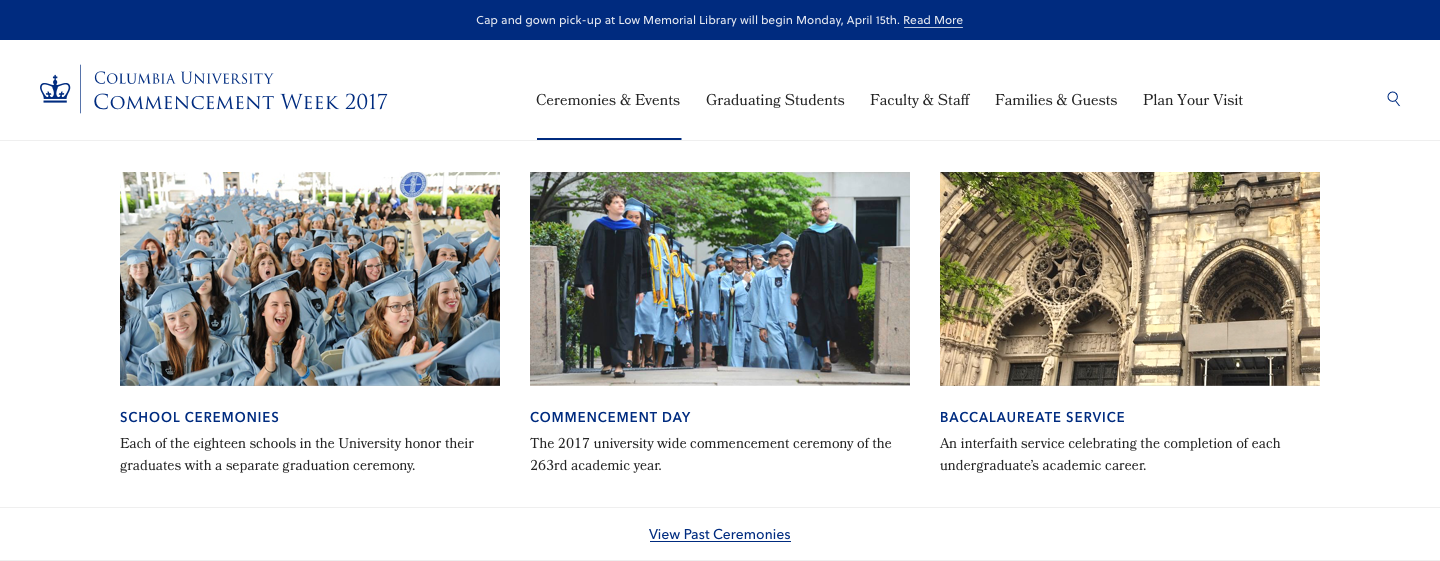 Cap and gown pick-up at Low Memorial Library will begin Monday, April 15th. Read More
Columbia University
Commencement Week 2017
Ceremonies & Events
Graduating Students
Faculty & Staff
Families & Guests
Plan Your Visit
SCHOOL CEREMONIES
Each of the eighteen schools in the University honor their
graduates with a separate graduation ceremony.
COMMENCEMENT DAY
The 2017 university wide commencement ceremony of the
263rd academic year.
BACCALAUREATE SERVICE
An interfaith service celebrating the completion of each
undergraduate’s academic career.
View Past Ceremonies